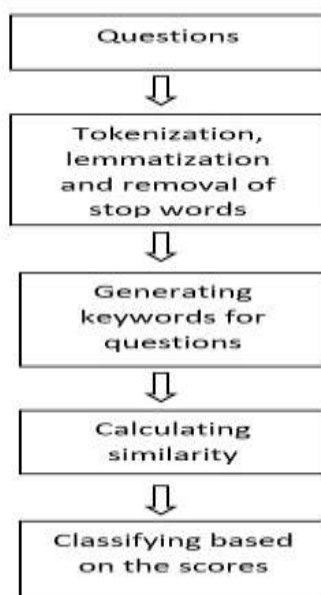 Questions
Tokenization,
lemmatization
and removal of
stop words
Generating
keywords for
questions
Calculating
similarity
Classifying based
on the scores